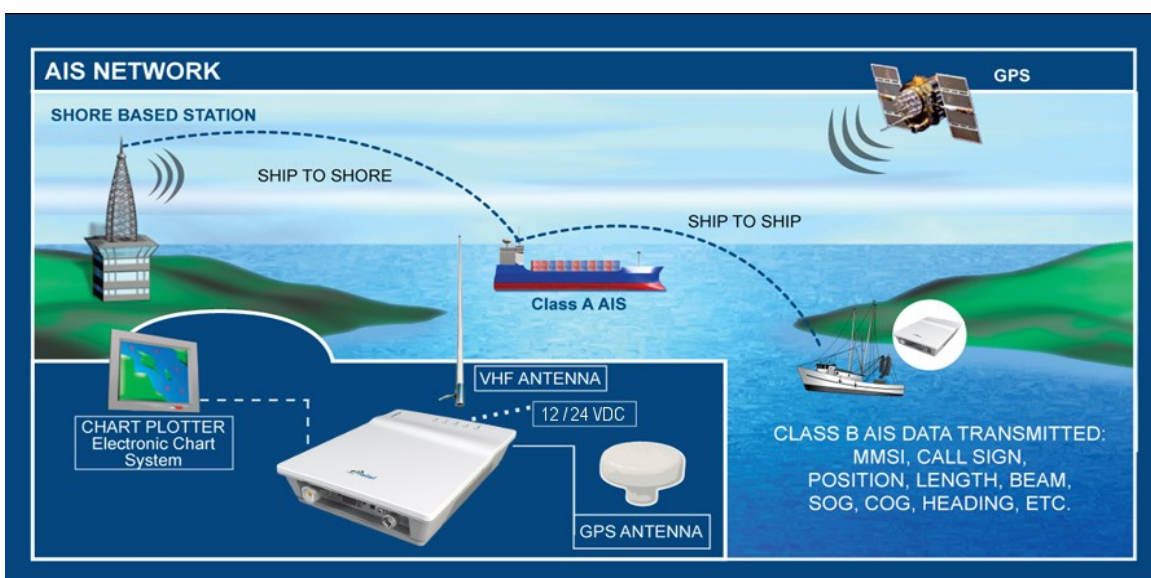 AIS NETWORK
GPS
SHORE BASED STATION
SHIP TO SHORE
SHIP TO SHIP
Class A AIS
VHF ANTENNA
12 / 24 VDC
CHART PLOTTER
Electronic Chart
System
GPS ANTENNA
CLASS B AIS DATA TRANSMITTED:
MMSI, CALL SIGN,
POSITION, LENGTH, BEAM,
SOG, COG, HEADING, ETC.